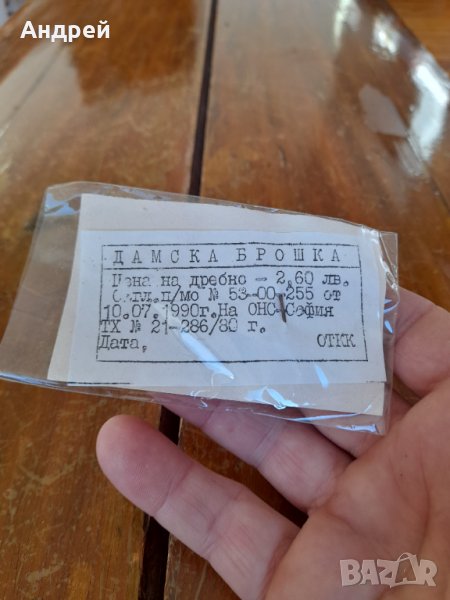 Андрей
ДАМСКА БРОШКА
Цена на дребно - 2,60 лв.
Съгл.п/мо № 53-00-255 от
10.07.1990г.На ОНС-София
ТХ № 21-286/80 г.
Дата, ОТКК
BAZAR